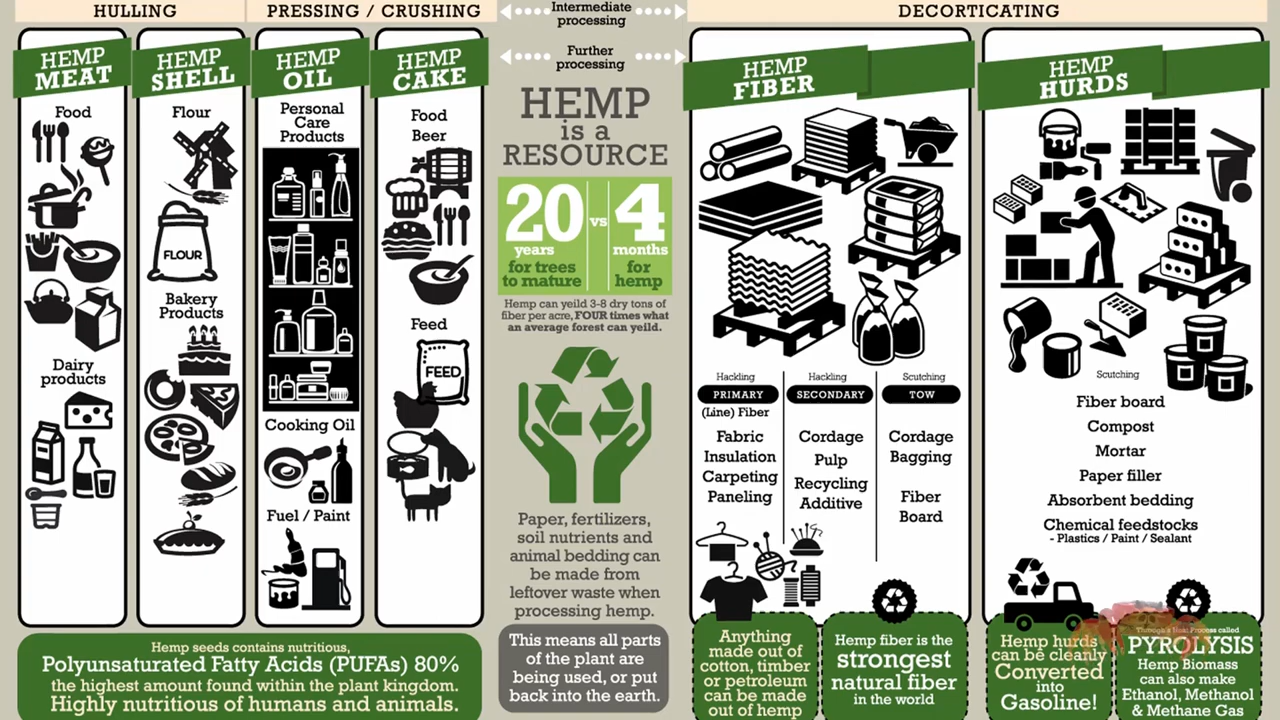 HULLING
PRESSING / CRUSHING
Intermediate
processing
Further
processing
DECORTICATING
HEMP
MEAT
Food
Dairy
products
HEMP
SHELL
Flour
FLOUR
Bakery
Products
HEMP
OIL
Personal
Care
Products
Cooking Oil
Fuel / Paint
HEMP
CAKE
Food
Beer
Feed
FEED
Hemp seeds contains nutritious,
Polyunsaturated Fatty Acids (PUFAs) 80%
the highest amount found within the plant kingdom.
Highly nutritious of humans and animals.
HEMP
is a
RESOURCE
20 vs 4
years
months
for trees
to mature
for
hemp
Hemp can yeild 3-8 dry tons of
fiber per acre, FOUR times what
an average forest can yeild.
Paper, fertilizers,
soil nutrients and
animal bedding can
be made from
leftover waste when
processing hemp.
This means all parts
of the plant are
being used, or put
back into the earth.
HEMP
FIBER
Hackling
PRIMARY
(Line) Fiber
Fabric
Insulation
Carpeting
Paneling
Hackling
SECONDARY
Cordage
Pulp
Recycling
Additive
Scutching
TOW
Cordage
Bagging
Fiber
Board
Anything
made out of
cotton, timber
or petroleum
can be made
out of hemp
Hemp fiber is the
strongest
natural fiber
in the world
HEMP
HURDS
Scutching
Fiber board
Compost
Mortar
Paper filler
Absorbent bedding
Chemical feedstocks
- Plastics / Paint / Sealant
Hemp hurds
can be cleanly
Converted
into
Gasoline!
Through a Heat Process called
PYROLYSIS
Hemp Biomass
can also make
Ethanol, Methanol
& Methane Gas